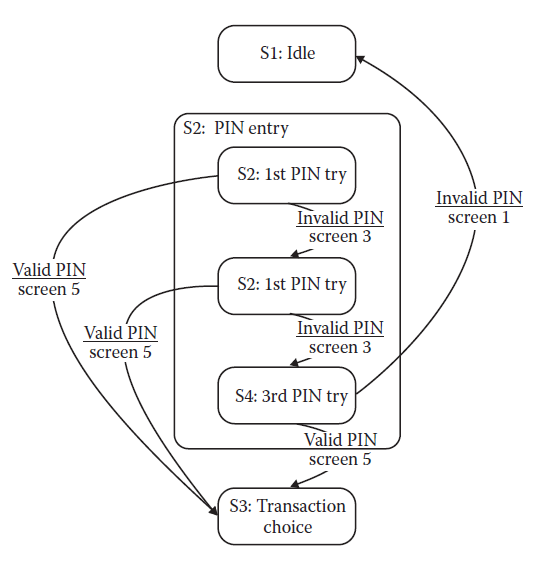 S1: Idle
S2: PIN entry
S2: 1st PIN try
Invalid PIN
screen 1
Invalid PIN
screen 3
Valid PIN
screen 5
S2: 1st PIN try
Valid PIN
screen 5
Invalid PIN
screen 3
S4: 3rd PIN try
Valid PIN
screen 5
S3: Transaction
choice